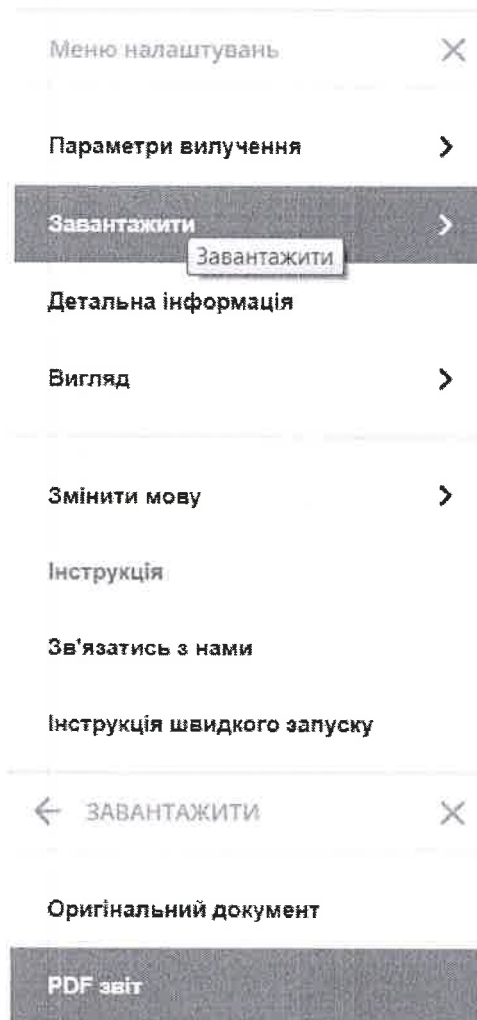 Меню налаштувань
Параметри вилучення
Завантажити
Завантажити
Детальна інформація
Вигляд
Змінити мову
Інструкція
Зв'язатись з нами
Інструкція швидкого запуску
ЗАВАНТАЖИТИ
Оригінальний документ
PDF звіт